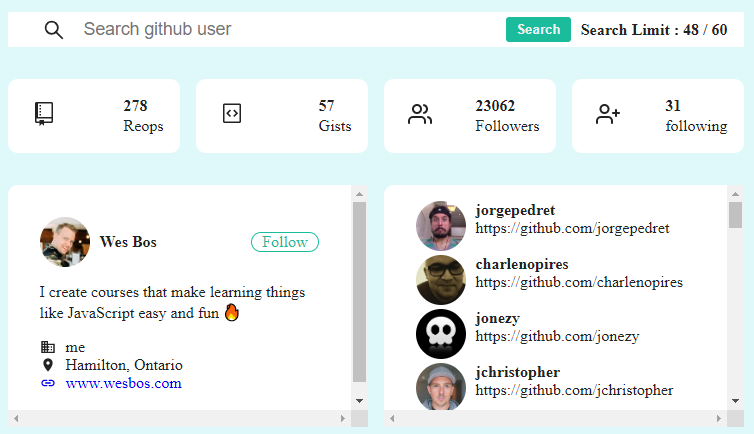 Search github user
Search
Search Limit : 48 / 60
278
Reops
57
Gists
23062
Followers
31
following
Wes Bos
Follow
I create courses that make learning things
like JavaScript easy and fun 🔥
me
Hamilton, Ontario
www.wesbos.com
jorgepedret
https://github.com/jorgepedret
charlenopires
https://github.com/charlenopires
jonezy
https://github.com/jonezy
jchristopher
https://github.com/jchristopher